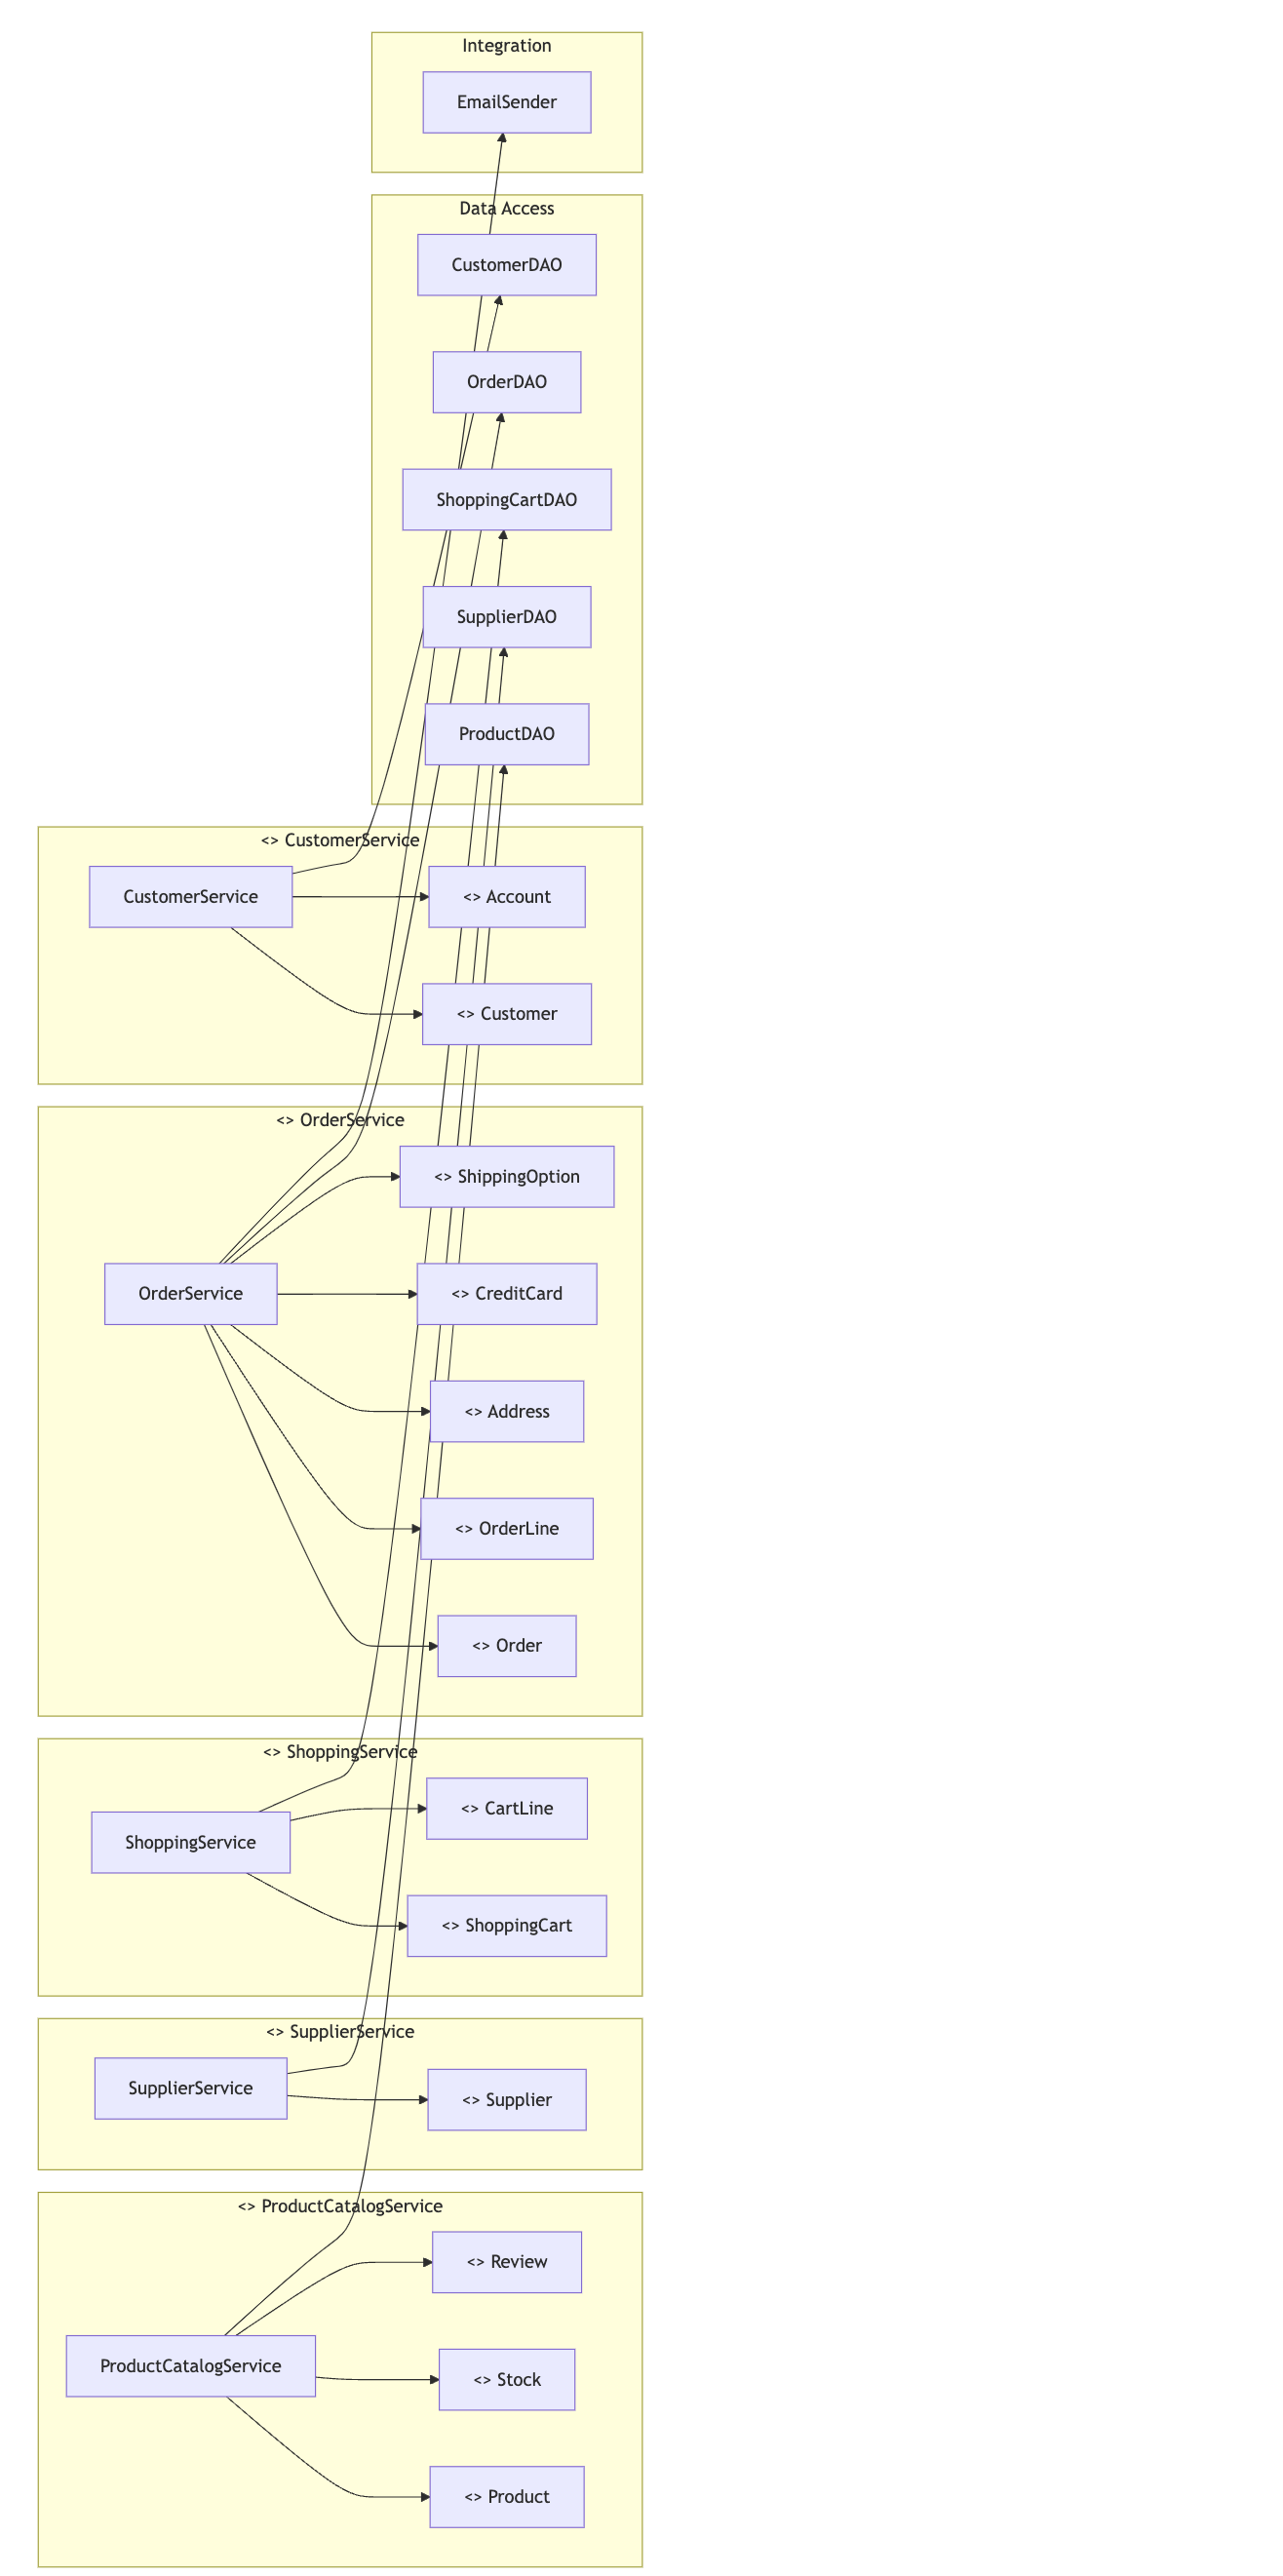 Integration
EmailSender
Data Access
CustomerDAO
OrderDAO
ShoppingCartDAO
SupplierDAO
ProductDAO
<> CustomerService
CustomerService
<> Account
<> Customer
<> OrderService
<> ShippingOption
OrderService
<> CreditCard
<> Address
<> OrderLine
<> Order
<> ShoppingService
<> CartLine
ShoppingService
<> ShoppingCart
<> SupplierService
SupplierService
<> Supplier
<> ProductCatalogService
<> Review
ProductCatalogService
<> Stock
<> Product